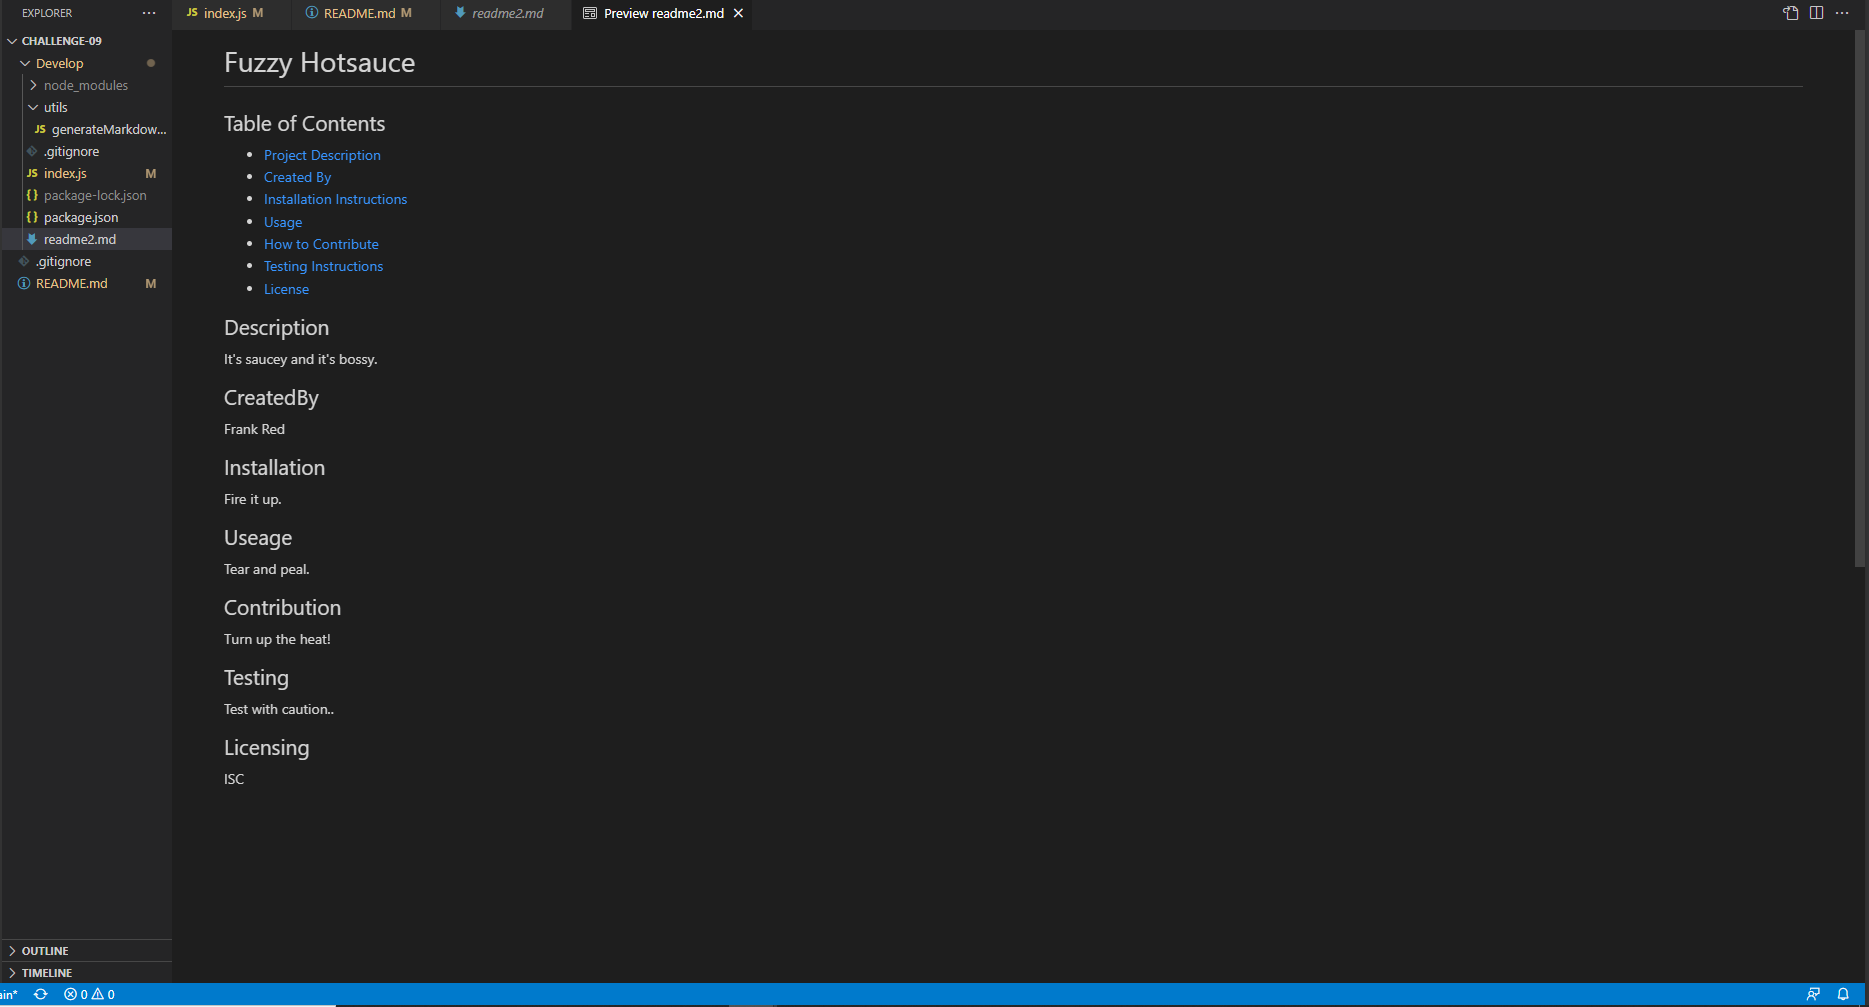 EXPLORER ···
CHALLENGE-09
Develop
node_modules
utils
JS generateMarkdow...
.gitignore
JS index.js M
{} package-lock.json
{} package.json
readme2.md
.gitignore
README.md M
OUTLINE
TIMELINE
JS index.js M
README.md M
readme2.md
Preview readme2.md
Fuzzy Hotsauce
Table of Contents
• Project Description
• Created By
• Installation Instructions
• Usage
• How to Contribute
• Testing Instructions
• License
Description
It's saucey and it's bossy.
CreatedBy
Frank Red
Installation
Fire it up.
Useage
Tear and peal.
Contribution
Turn up the heat!
Testing
Test with caution..
Licensing
ISC
ain* 0 0